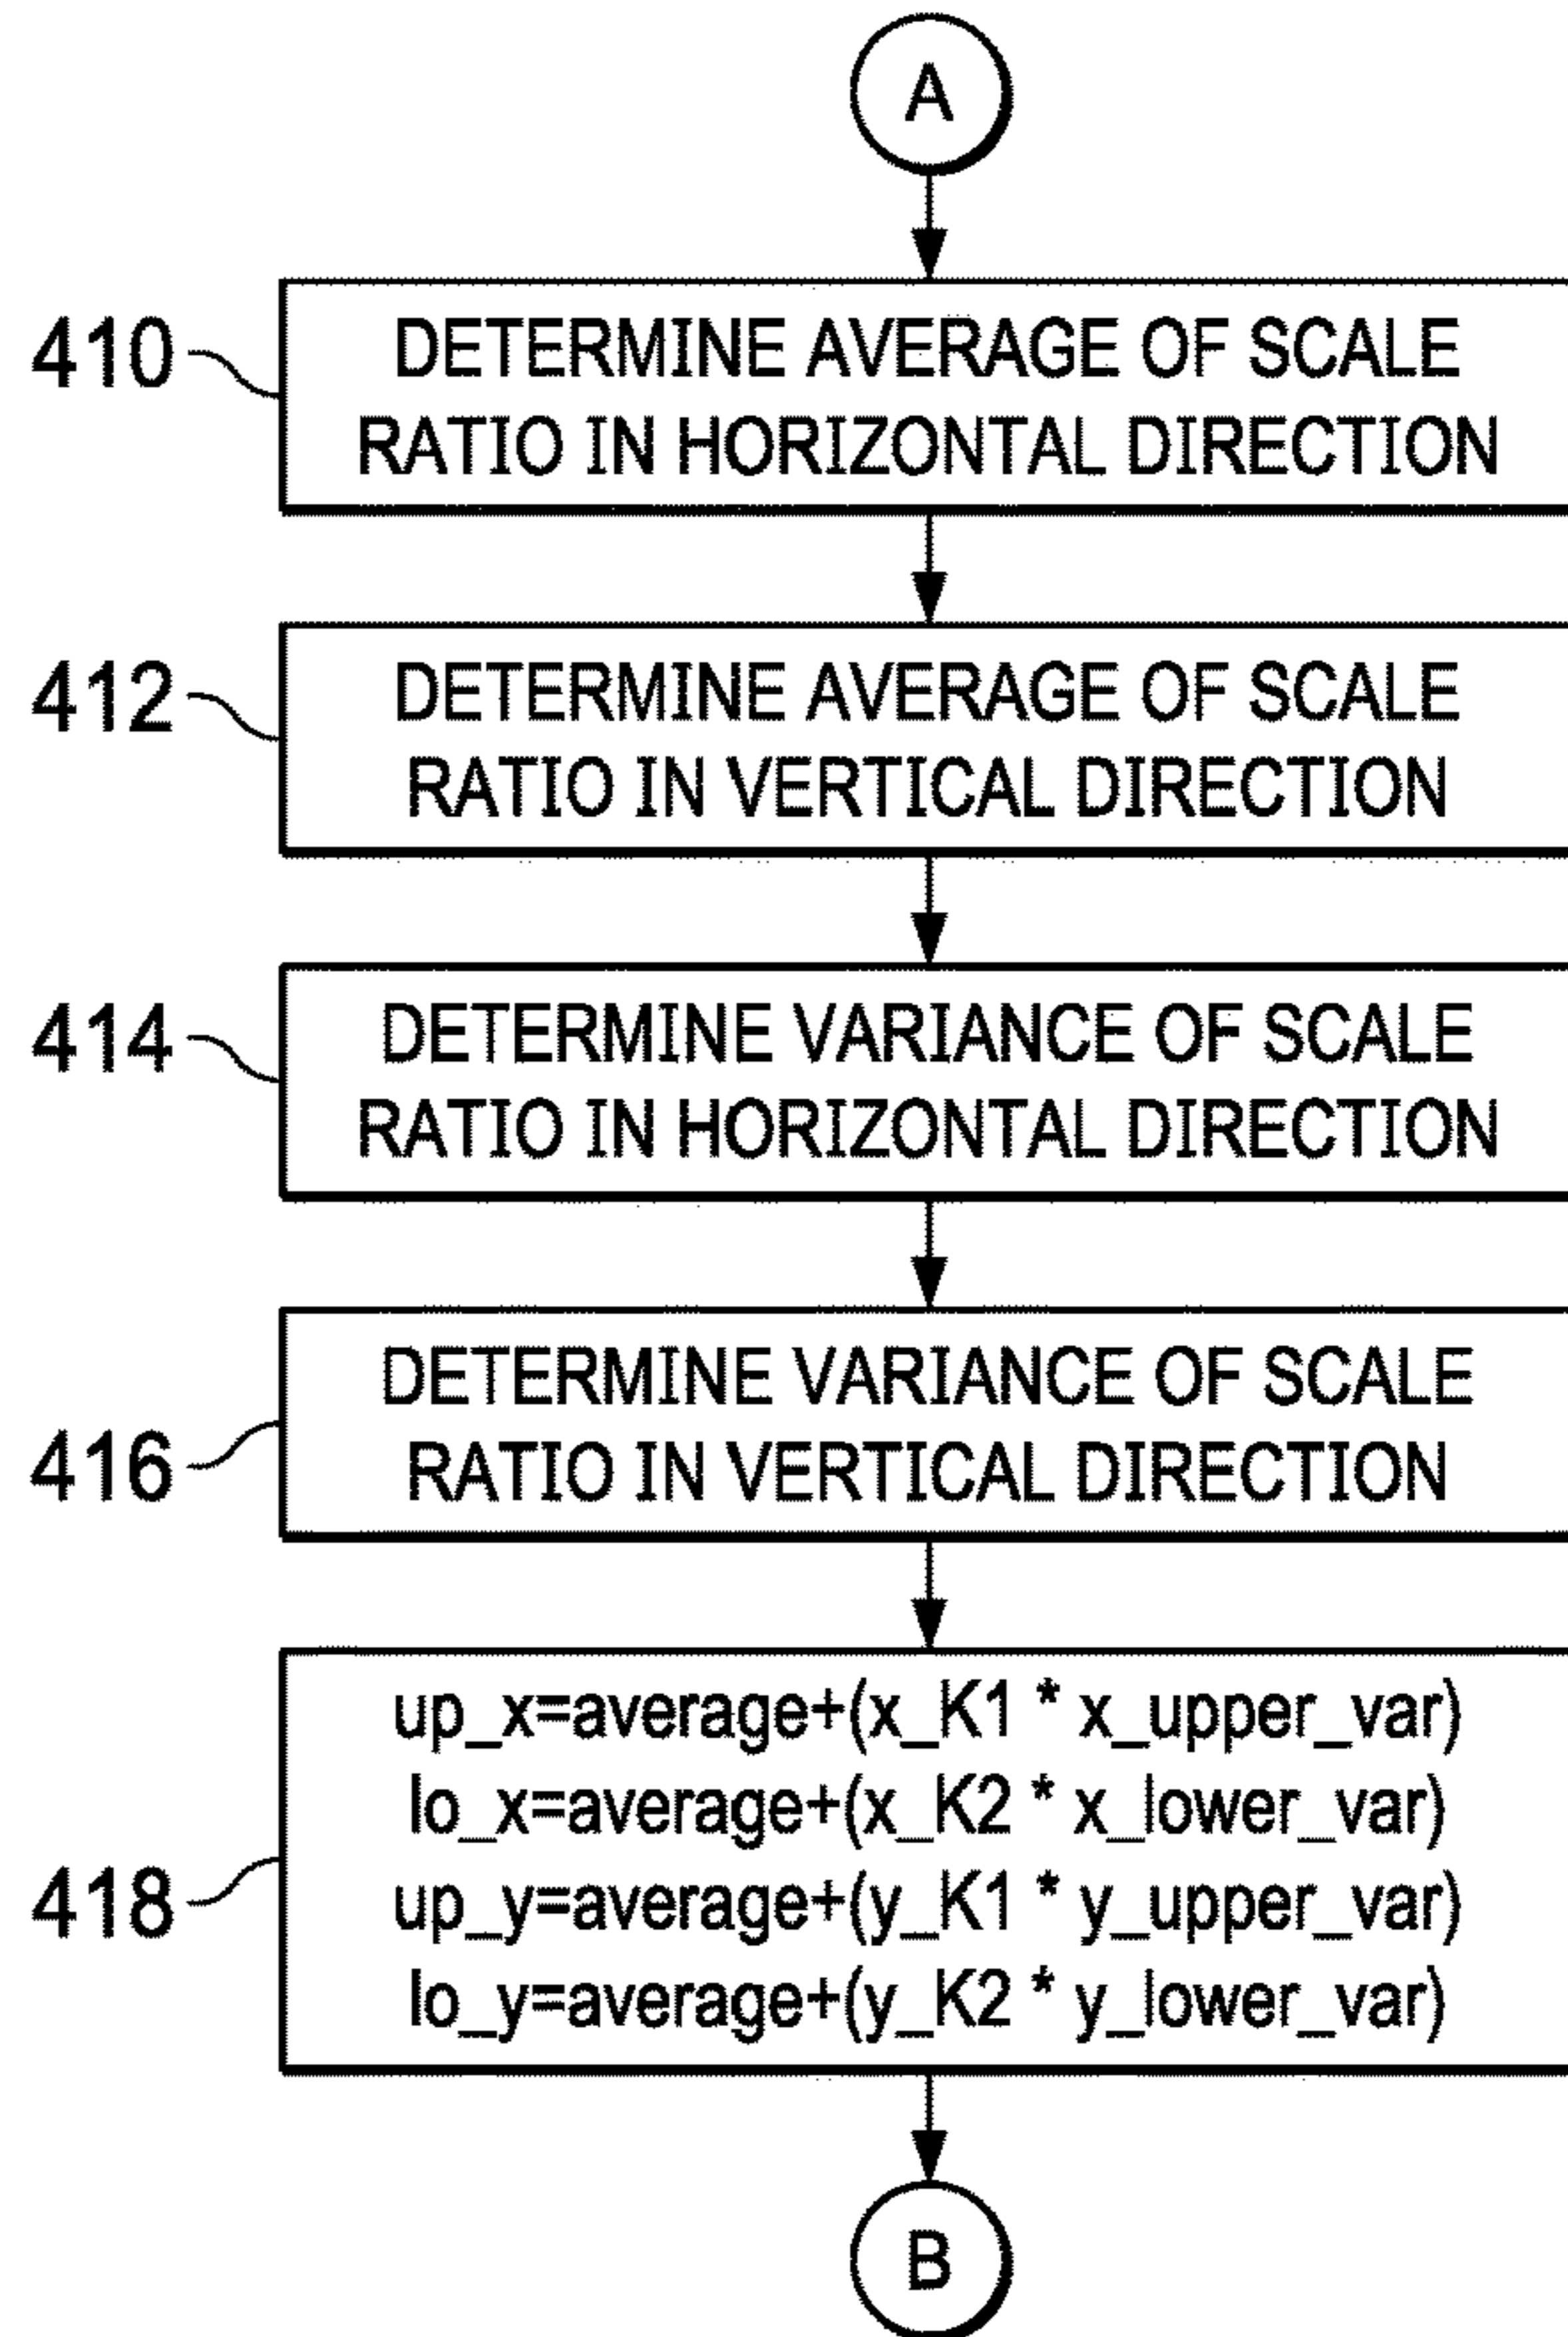 A
410
DETERMINE AVERAGE OF SCALE
RATIO IN HORIZONTAL DIRECTION
412
DETERMINE AVERAGE OF SCALE
RATIO IN VERTICAL DIRECTION
414
DETERMINE VARIANCE OF SCALE
RATIO IN HORIZONTAL DIRECTION
416
DETERMINE VARIANCE OF SCALE
RATIO IN VERTICAL DIRECTION
418
up_x=average+(x_K1 * x_upper_var)
lo_x=average+(x_K2 * x_lower_var)
up_y=average+(y_K1 * y_upper_var)
lo_y=average+(y_K2 * y_lower_var)
B